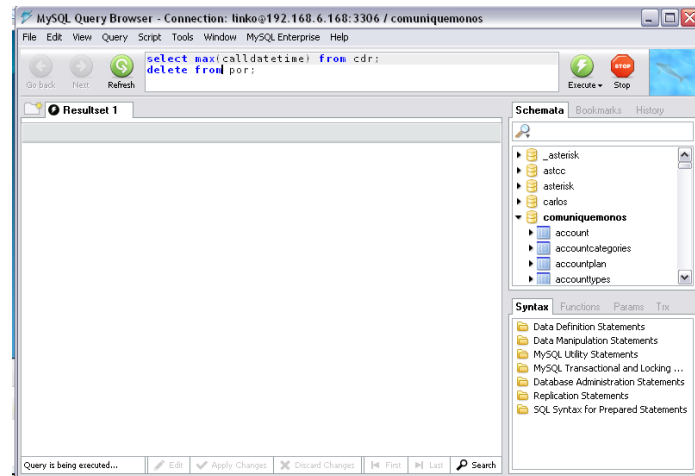 MySQL Query Browser - Connection: linko@192.168.6.168:3306 / comuniquemonos
File Edit View Query Script Tools Window MySQL Enterprise Help
select max(calldatetime) from cdr;
delete from por;
Go back Next Refresh
Execute Stop
STOP
Resultset 1
Schemata Bookmarks History
_asterisk
astcc
asterisk
carlos
comuniquemonos
account
accountcategories
accountplan
accounttypes
Syntax Functions Params Trx
Data Definition Statements
Data Manipulation Statements
MySQL Utility Statements
MySQL Transactional and Locking ...
Database Administration Statements
Replication Statements
SQL Syntax for Prepared Statements
Query is being executed... Edit Apply Changes Discard Changes First Last Search